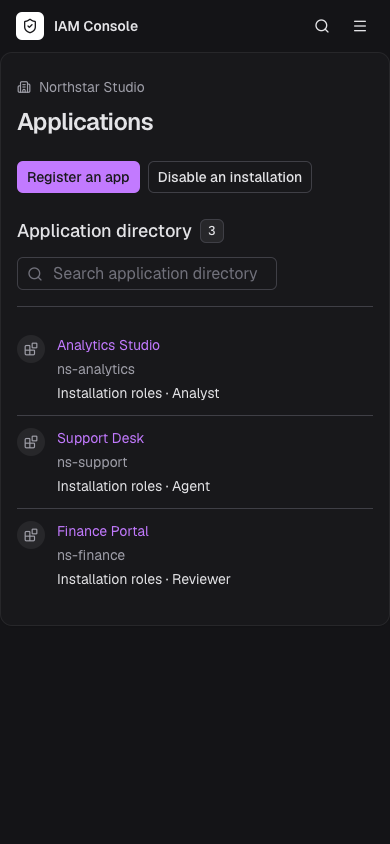 IAM Console
Northstar Studio
Applications
Register an app
Disable an installation
Application directory 3
Search application directory
Analytics Studio
ns-analytics
Installation roles · Analyst
Support Desk
ns-support
Installation roles · Agent
Finance Portal
ns-finance
Installation roles · Reviewer